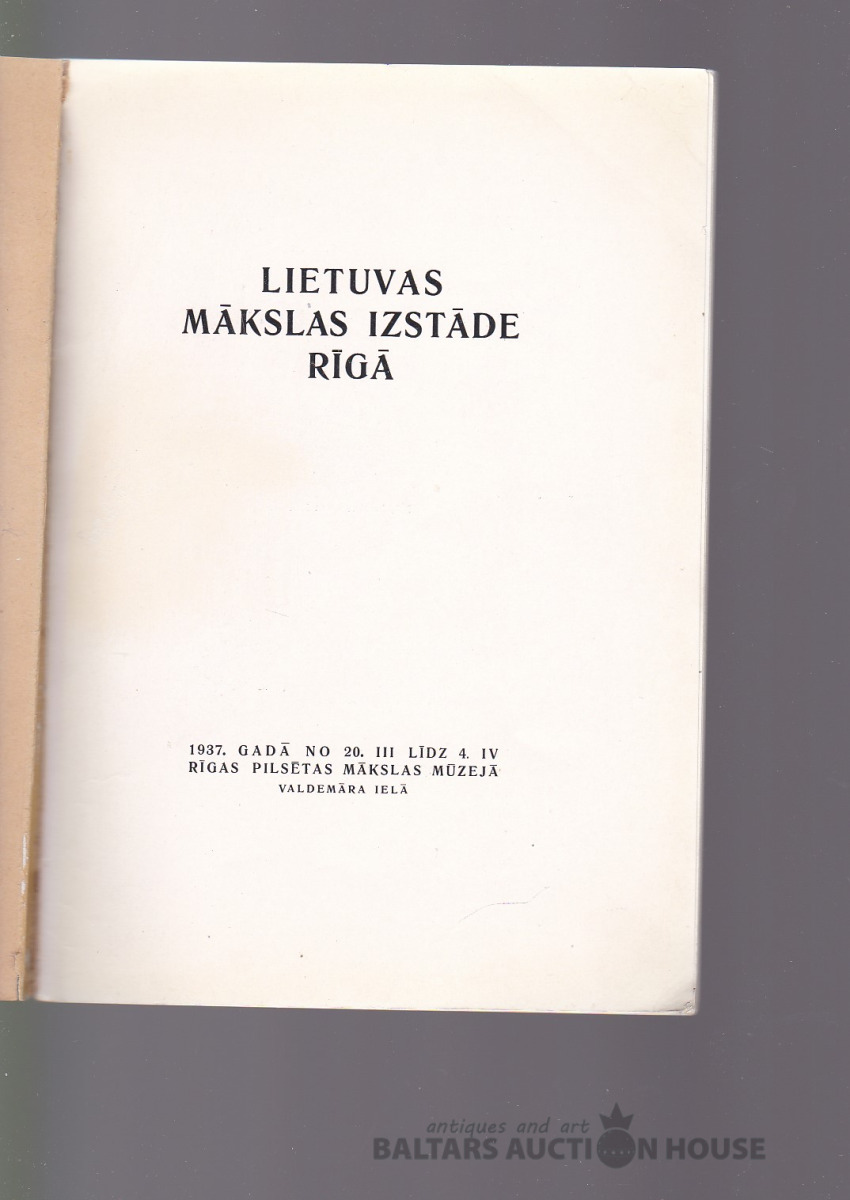 LIETUVAS
MĀKSLAS IZSTĀDE
RĪGĀ
1937. GADĀ NO 20. III LĪDZ 4. IV
RĪGAS PILSĒTAS MĀKSLAS MŪZEJĀ
VALDEMĀRA IELĀ
antiques and art
BALTARS AUCTION HOUSE